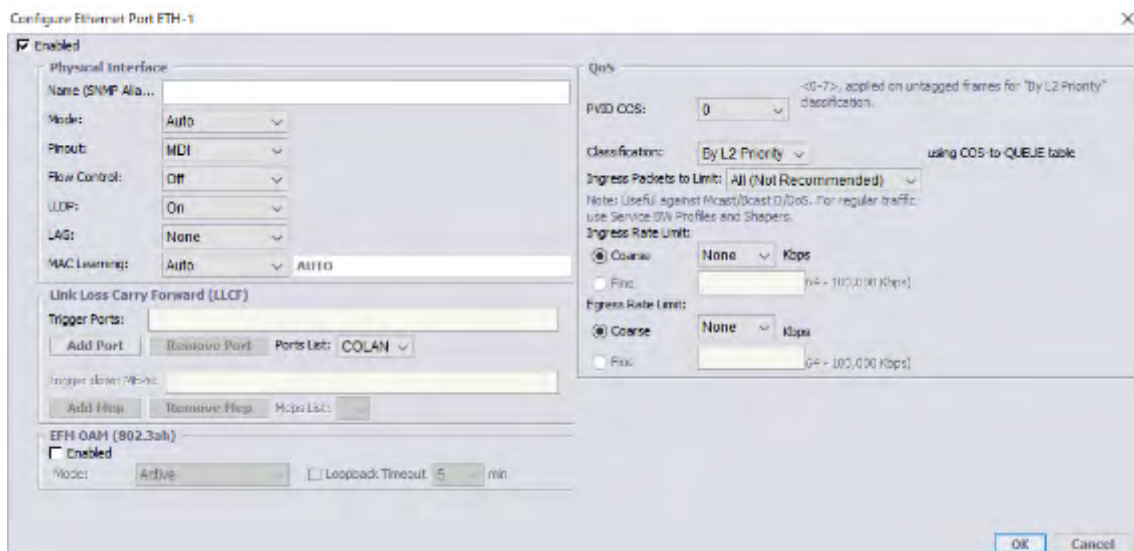 Configure Ethernet Port ETH-1
Enabled
Physical Interface
Name (SNMP Alia...
Mode: Auto
Pinout: MDI
Flow Control: Off
LLDP: On
LAG: None
MAC Learning: Auto AUTO
Link Loss Carry Forward (LLCF)
Trigger Ports:
Add Port Remove Port Ports List: COLAN
Trigger down MEPs:
Add Mep Remove Mep Meps List:
EFM OAM (802.3ah)
Enabled
Mode: Active Loopback Timeout 5 min
QoS
<0-7>, applied on untagged frames for "By L2 Priority"
classification.
PVID COS: 0
Classification: By L2 Priority using COS-to-QUEUE table
Ingress Packets to Limit: All (Not Recommended)
Note: Useful against Mcast/Bcast D/DoS. For regular traffic
use Service BW Profiles and Shapers.
Ingress Rate Limit:
Coarse None Kbps
Fine (64 - 100,000 Kbps)
Egress Rate Limit:
Coarse None Kbps
Fine (64 - 100,000 Kbps)
OK Cancel